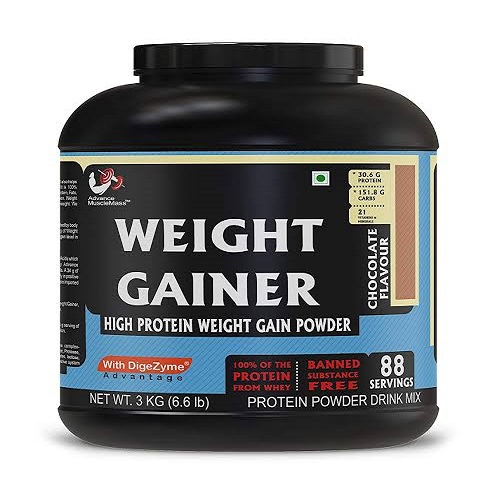 Advance
MuscleMass™
* 30.6 G
PROTEIN
* 151.8 G
CARBS
21
VITAMINS &
MINERALS
CHOCOLATE
FLAVOUR
WEIGHT
GAINER
HIGH PROTEIN WEIGHT GAIN POWDER
With DigeZyme®
Advantage
100% OF THE
PROTEIN
FROM WHEY
BANNED
SUBSTANCE
FREE
88
SERVINGS
NET WT. 3 KG (6.6 lb)
PROTEIN POWDER DRINK MIX